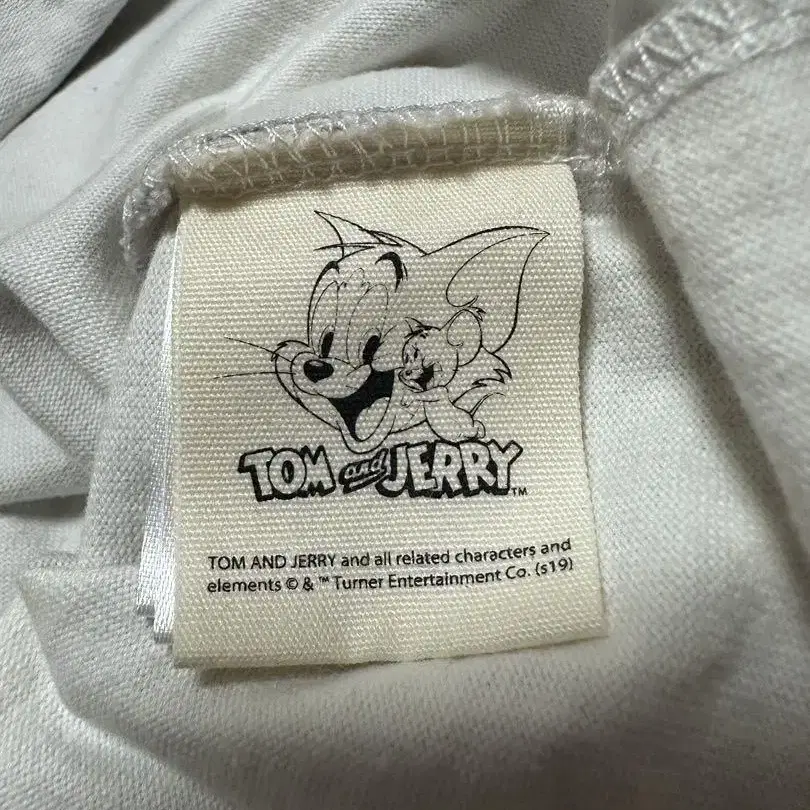 TOM and JERRY™
TOM AND JERRY and all related characters and
elements © & ™ Turner Entertainment Co. (s19)